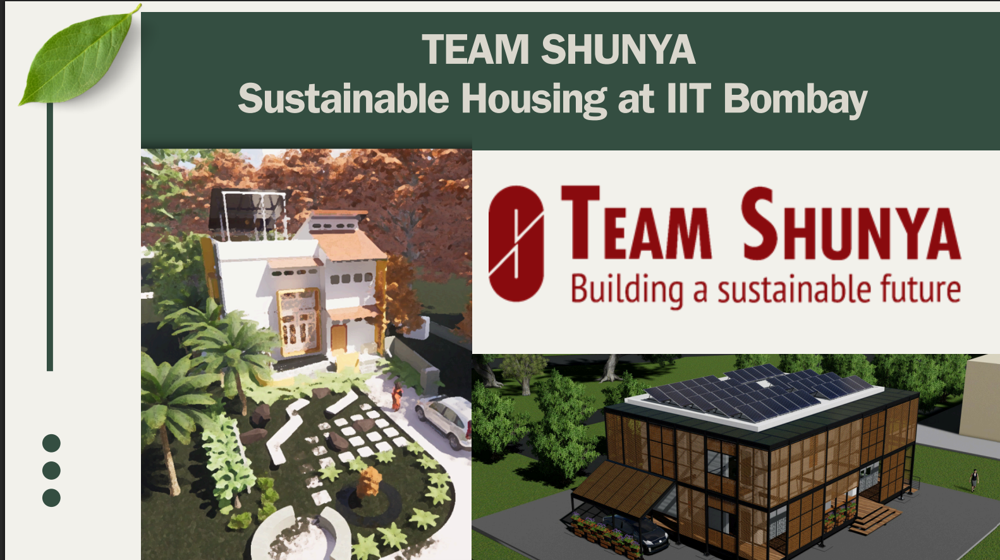 TEAM SHUNYA
Sustainable Housing at IIT Bombay
TEAM SHUNYA
Building a sustainable future